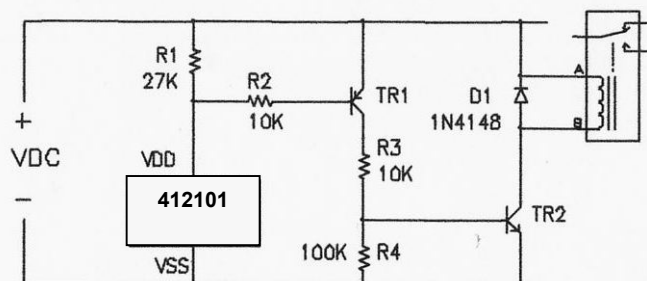 R1
27K
R2
10K
TR1
D1
1N4148
A
B
+
VDC
−
VDD
412101
VSS
R3
10K
100K
R4
TR2